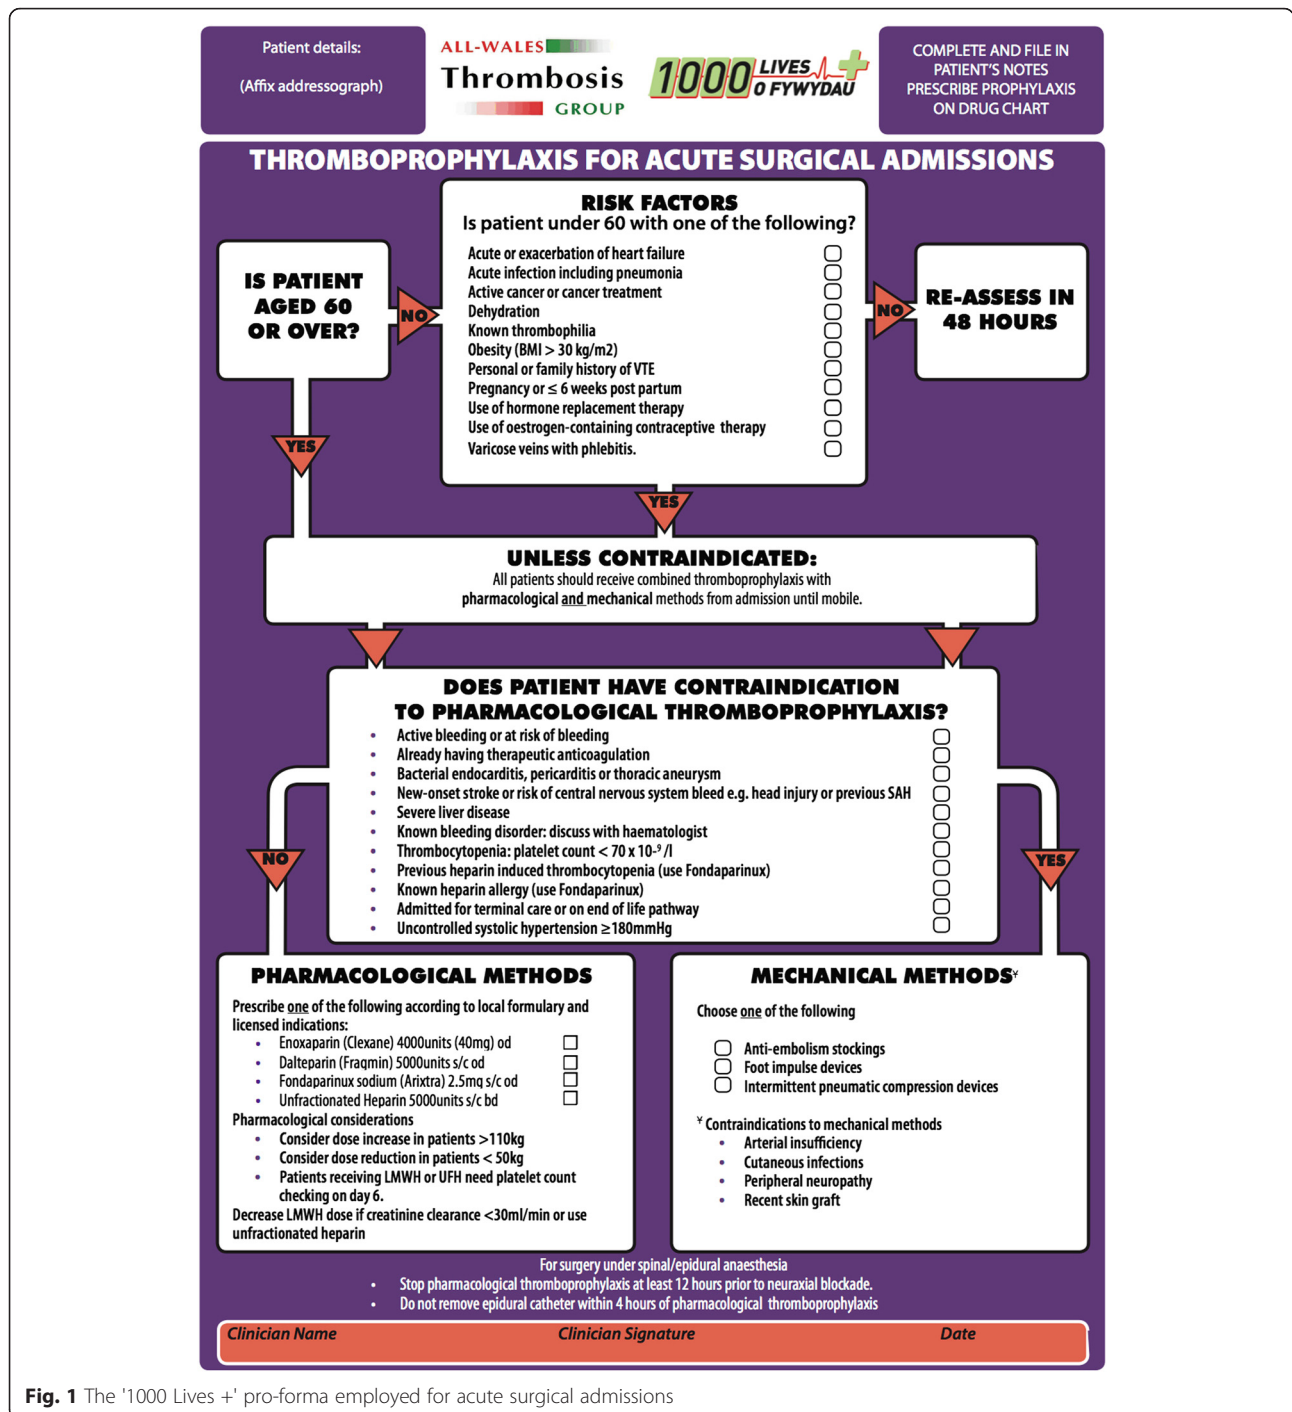 Patient details:
(Affix addressograph)
ALL-WALES
Thrombosis
GROUP
1000 LIVES +
O FYWYDAU
COMPLETE AND FILE IN
PATIENT'S NOTES
PRESCRIBE PROPHYLAXIS
ON DRUG CHART
THROMBOPROPHYLAXIS FOR ACUTE SURGICAL ADMISSIONS
IS PATIENT
AGED 60
OR OVER?
NO
RISK FACTORS
Is patient under 60 with one of the following?
Acute or exacerbation of heart failure
Acute infection including pneumonia
Active cancer or cancer treatment
Dehydration
Known thrombophilia
Obesity (BMI > 30 kg/m2)
Personal or family history of VTE
Pregnancy or ≤ 6 weeks post partum
Use of hormone replacement therapy
Use of oestrogen-containing contraceptive therapy
Varicose veins with phlebitis.
NO
RE-ASSESS IN
48 HOURS
YES
YES
UNLESS CONTRAINDICATED:
All patients should receive combined thromboprophylaxis with
pharmacological and mechanical methods from admission until mobile.
DOES PATIENT HAVE CONTRAINDICATION
TO PHARMACOLOGICAL THROMBOPROPHYLAXIS?
• Active bleeding or at risk of bleeding
• Already having therapeutic anticoagulation
• Bacterial endocarditis, pericarditis or thoracic aneurysm
• New-onset stroke or risk of central nervous system bleed e.g. head injury or previous SAH
• Severe liver disease
• Known bleeding disorder: discuss with haematologist
• Thrombocytopenia: platelet count < 70 x 10-⁹ /l
• Previous heparin induced thrombocytopenia (use Fondaparinux)
• Known heparin allergy (use Fondaparinux)
• Admitted for terminal care or on end of life pathway
• Uncontrolled systolic hypertension ≥180mmHg
NO
YES
PHARMACOLOGICAL METHODS
Prescribe one of the following according to local formulary and
licensed indications:
• Enoxaparin (Clexane) 4000units (40mg) od
• Dalteparin (Fragmin) 5000units s/c od
• Fondaparinux sodium (Arixtra) 2.5mg s/c od
• Unfractionated Heparin 5000units s/c bd
Pharmacological considerations
• Consider dose increase in patients >110kg
• Consider dose reduction in patients < 50kg
• Patients receiving LMWH or UFH need platelet count
checking on day 6.
Decrease LMWH dose if creatinine clearance <30ml/min or use
unfractionated heparin
MECHANICAL METHODS¥
Choose one of the following
Anti-embolism stockings
Foot impulse devices
Intermittent pneumatic compression devices
¥ Contraindications to mechanical methods
• Arterial insufficiency
• Cutaneous infections
• Peripheral neuropathy
• Recent skin graft
For surgery under spinal/epidural anaesthesia
• Stop pharmacological thromboprophylaxis at least 12 hours prior to neuraxial blockade.
• Do not remove epidural catheter within 4 hours of pharmacological thromboprophylaxis
Clinician Name Clinician Signature Date
Fig. 1 The '1000 Lives +' pro-forma employed for acute surgical admissions